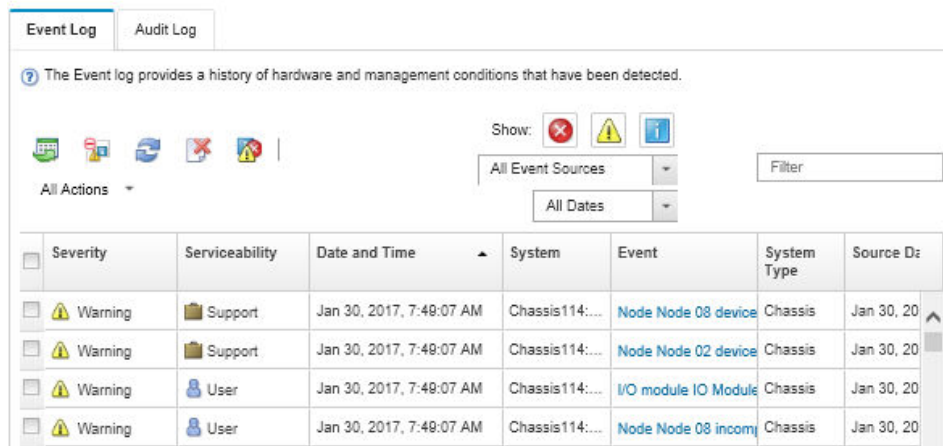 Event Log Audit Log
The Event log provides a history of hardware and management conditions that have been detected.
Show:
All Event Sources
Filter
All Actions
All Dates
Severity Serviceability Date and Time System Event System Type Source Da
Warning Support Jan 30, 2017, 7:49:07 AM Chassis114:... Node Node 08 device Chassis Jan 30, 20
Warning Support Jan 30, 2017, 7:49:07 AM Chassis114:... Node Node 02 device Chassis Jan 30, 20
Warning User Jan 30, 2017, 7:49:07 AM Chassis114:... I/O module IO Module Chassis Jan 30, 20
Warning User Jan 30, 2017, 7:49:07 AM Chassis114:... Node Node 08 incomp Chassis Jan 30, 20